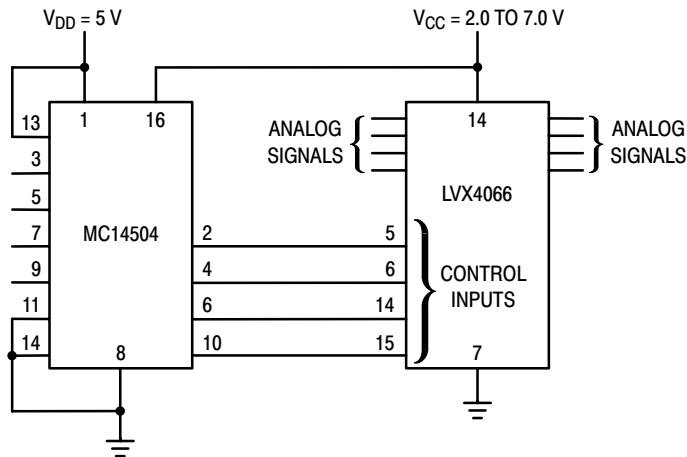 V_DD = 5 V
V_CC = 2.0 TO 7.0 V
13
1
16
14
3
5
7
9
11
14
MC14504
8
2
4
6
10
ANALOG
SIGNALS
ANALOG
SIGNALS
LVX4066
5
6
14
15
CONTROL
INPUTS
7